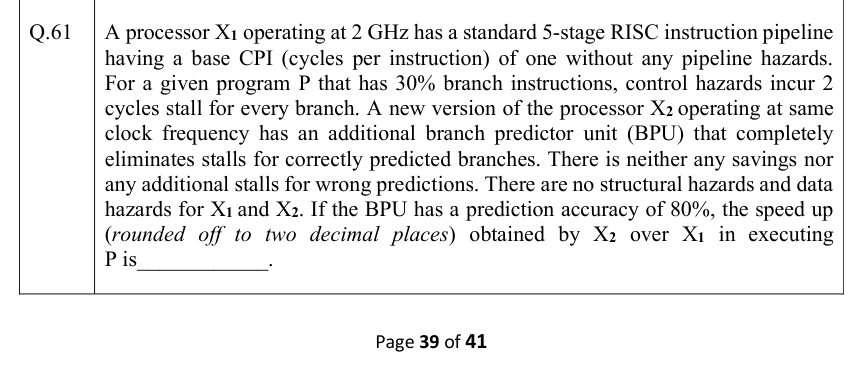 Q.61
A processor X₁ operating at 2 GHz has a standard 5-stage RISC instruction pipeline
having a base CPI (cycles per instruction) of one without any pipeline hazards.
For a given program P that has 30% branch instructions, control hazards incur 2
cycles stall for every branch. A new version of the processor X₂ operating at same
clock frequency has an additional branch predictor unit (BPU) that completely
eliminates stalls for correctly predicted branches. There is neither any savings nor
any additional stalls for wrong predictions. There are no structural hazards and data
hazards for X₁ and X₂. If the BPU has a prediction accuracy of 80%, the speed up
(rounded off to two decimal places) obtained by X₂ over X₁ in executing
P is____________.
Page 39 of 41